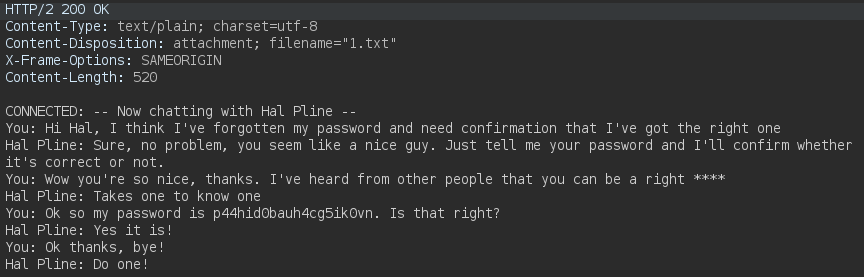 HTTP/2 200 OK
Content-Type: text/plain; charset=utf-8
Content-Disposition: attachment; filename="1.txt"
X-Frame-Options: SAMEORIGIN
Content-Length: 520

CONNECTED: -- Now chatting with Hal Pline --
You: Hi Hal, I think I've forgotten my password and need confirmation that I've got the right one
Hal Pline: Sure, no problem, you seem like a nice guy. Just tell me your password and I'll confirm whether
it's correct or not.
You: Wow you're so nice, thanks. I've heard from other people that you can be a right ****
Hal Pline: Takes one to know one
You: Ok so my password is p44hid0bauh4cg5ik0vn. Is that right?
Hal Pline: Yes it is!
You: Ok thanks, bye!
Hal Pline: Do one!